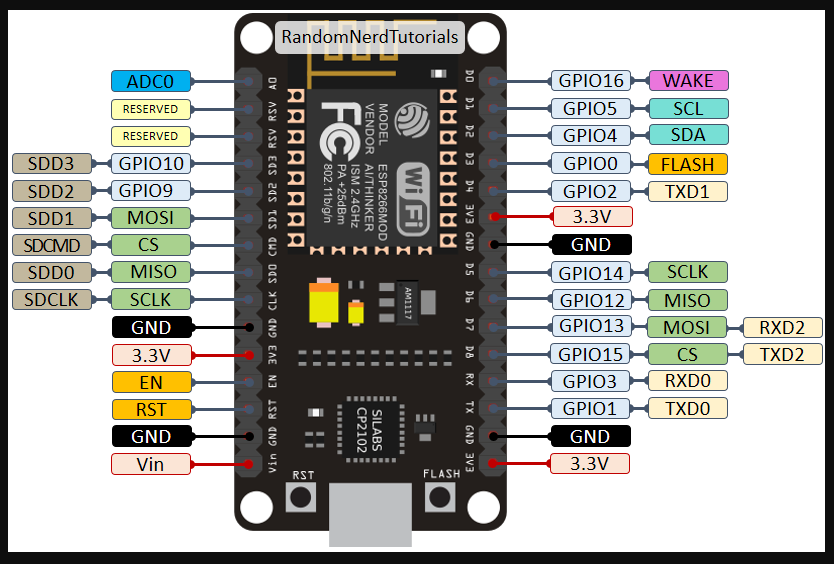 RandomNerdTutorials
ADC0
RESERVED
RESERVED
SDD3 GPIO10
SDD2 GPIO9
SDD1 MOSI
SDCMD CS
SDD0 MISO
SDCLK SCLK
GND
3.3V
EN
RST
GND
Vin
A0
RSV
RSV
SD3
SD2
SD1
CMD
SD0
CLK
GND
3V3
EN
RST
GND
Vin
MODEL
VENDOR
ESP8266MOD
AI/THINKER
ISM 2.4GHz
PA +25dBm
802.11b/g/n
FC
Wi Fi
AM1117
SILABS
CP2102
RST
FLASH
D0
D1
D2
D3
D4
3V3
GND
D5
D6
D7
D8
RX
TX
GND
3V3
GPIO16 WAKE
GPIO5 SCL
GPIO4 SDA
GPIO0 FLASH
GPIO2 TXD1
3.3V
GND
GPIO14 SCLK
GPIO12 MISO
GPIO13 MOSI RXD2
GPIO15 CS TXD2
GPIO3 RXD0
GPIO1 TXD0
GND
3.3V